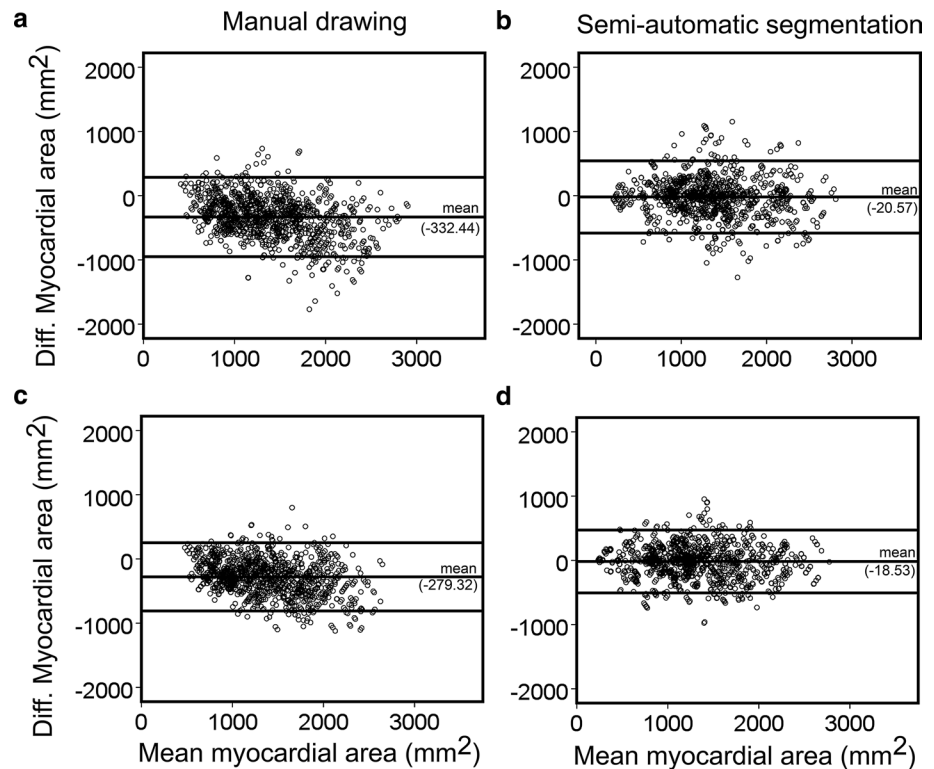 a
Manual drawing
b
Semi-automatic segmentation
Diff. Myocardial area (mm2)
2000
1000
0
-1000
-2000
mean
(-332.44)
0
1000
2000
3000
2000
1000
0
-1000
-2000
mean
(-20.57)
0
1000
2000
3000
c
d
Diff. Myocardial area (mm2)
2000
1000
0
-1000
-2000
mean
(-279.32)
0
1000
2000
3000
Mean myocardial area (mm2)
2000
1000
0
-1000
-2000
mean
(-18.53)
0
1000
2000
3000
Mean myocardial area (mm2)